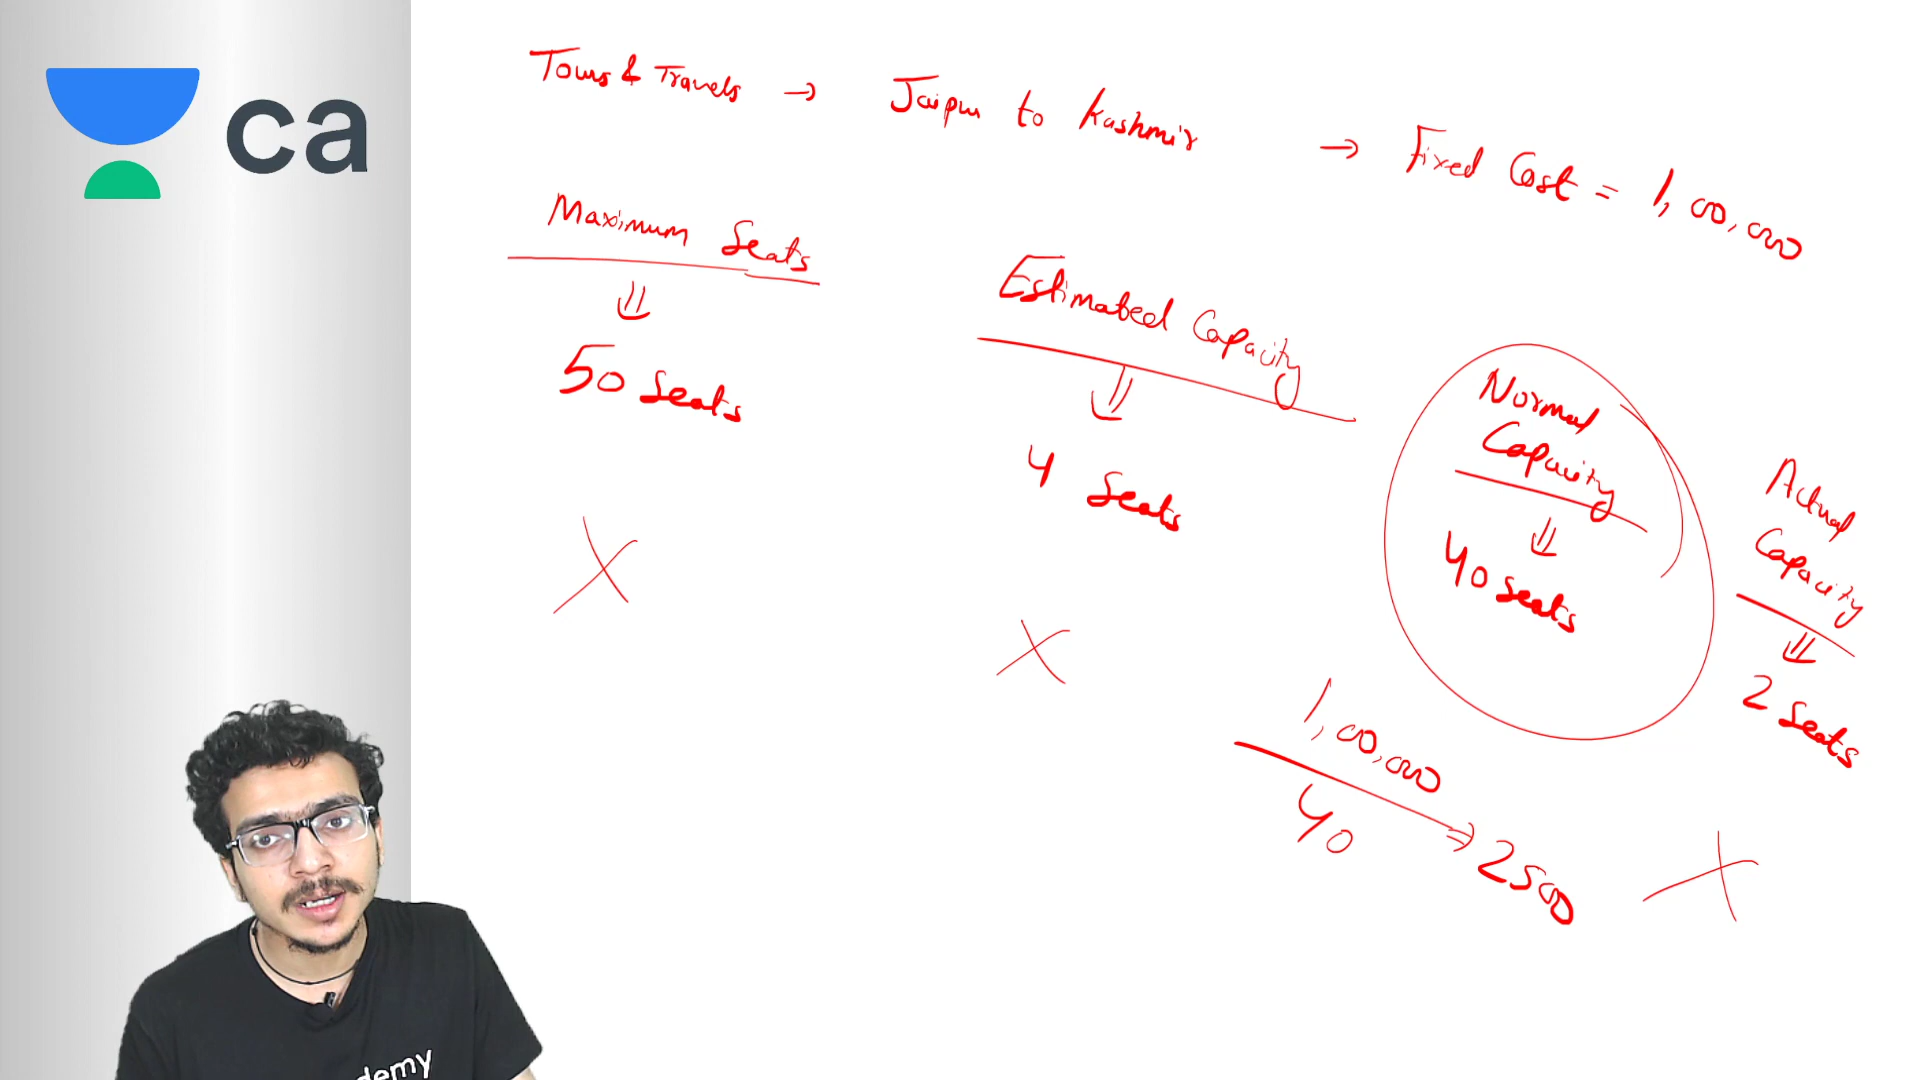 ca
Tours & Travels → Jaipur to Kashmir → Fixed Cost = 1,00,000
Maximum Seats
50 Seats
Estimated Capacity
4 Seats
Normal
Capacity
40 seats
Actual
Capacity
2 Seats
1,00,000
40
⇒ 2500
demy